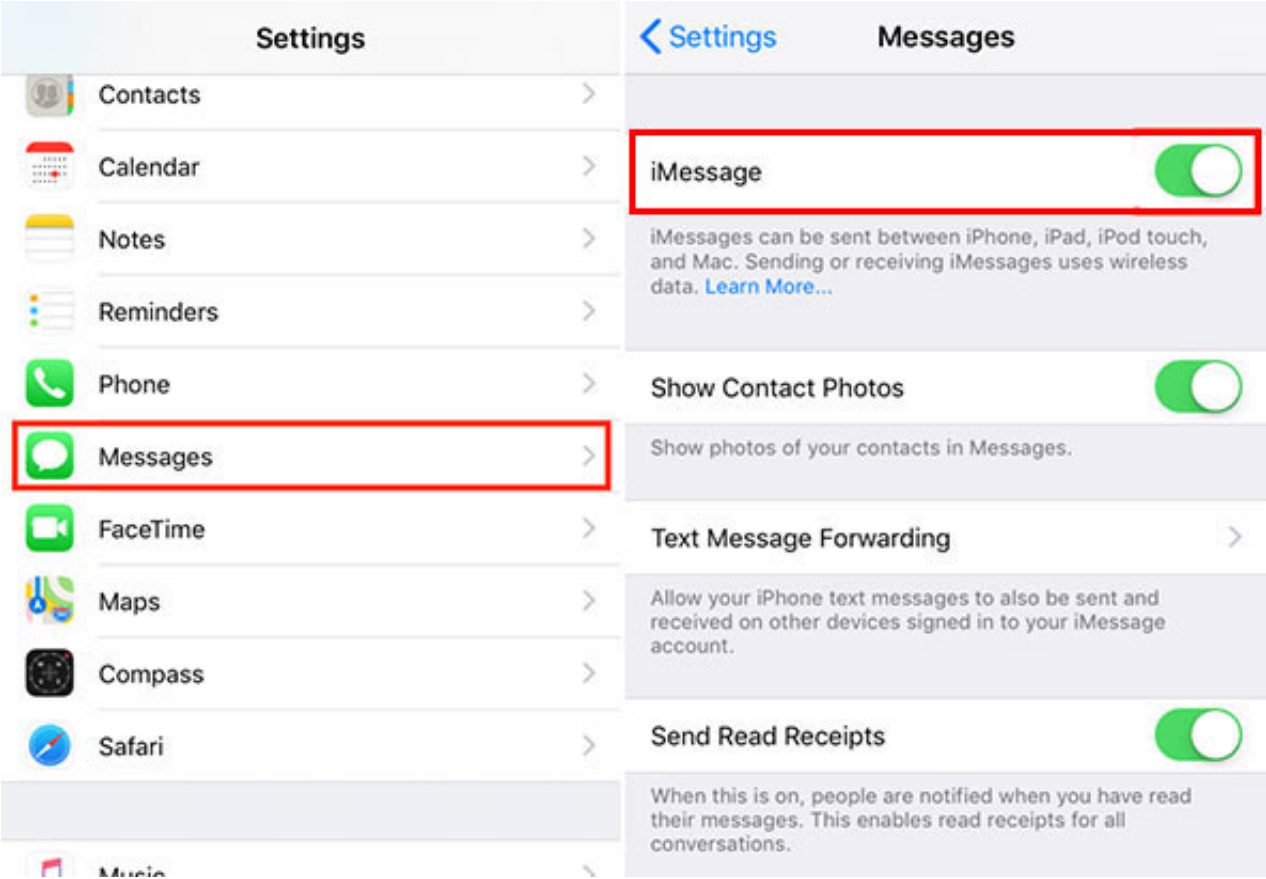 Settings
Contacts
Calendar
Notes
Reminders
Phone
Messages
FaceTime
Maps
Compass
Safari
Music
Settings
Messages
iMessage
iMessages can be sent between iPhone, iPad, iPod touch,
and Mac. Sending or receiving iMessages uses wireless
data. Learn More...
Show Contact Photos
Show photos of your contacts in Messages.
Text Message Forwarding
Allow your iPhone text messages to also be sent and
received on other devices signed in to your iMessage
account.
Send Read Receipts
When this is on, people are notified when you have read
their messages. This enables read receipts for all
conversations.